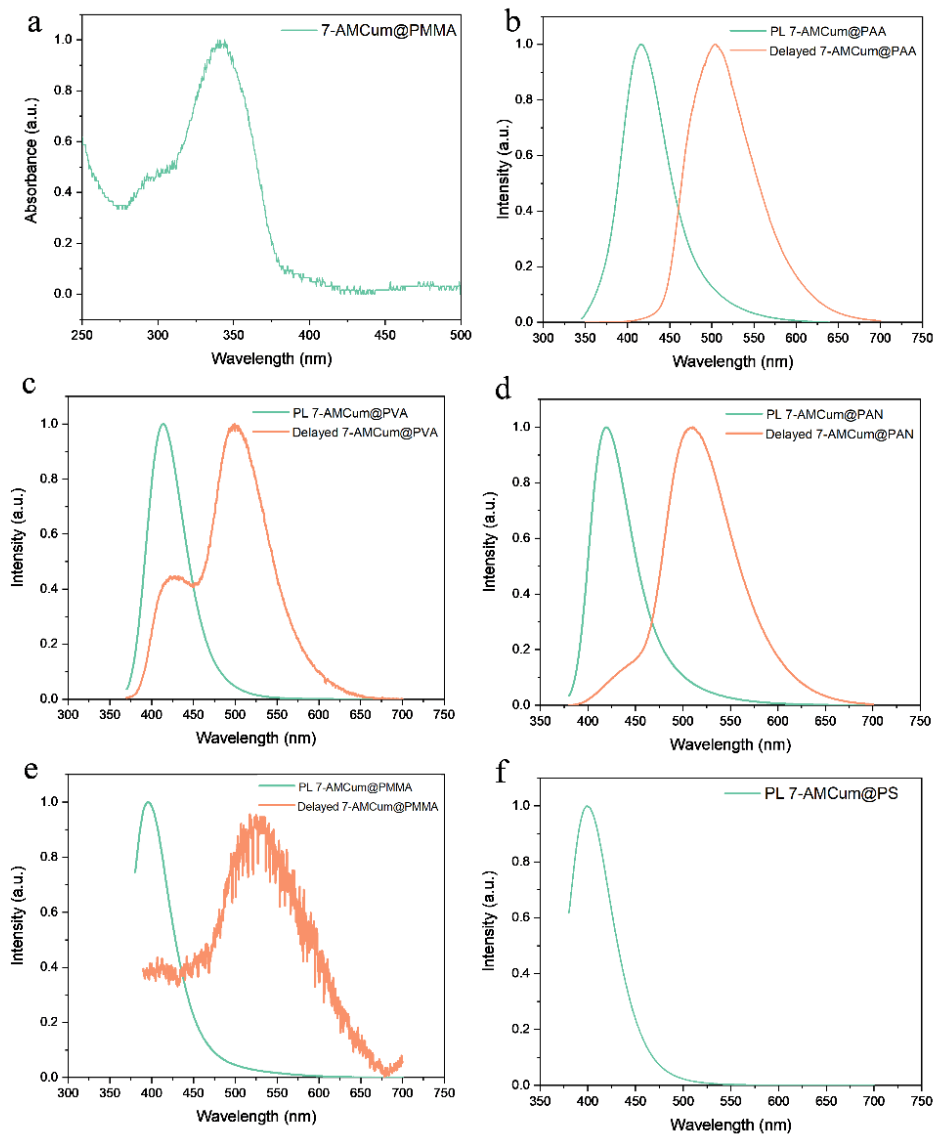 a
7-AMCum@PMMA
Absorbance (a.u.)
1.0
0.8
0.6
0.4
0.2
0.0
250 300 350 400 450 500
Wavelength (nm)
b
PL 7-AMCum@PAA
Delayed 7-AMCum@PAA
Intensity (a.u.)
1.0
0.8
0.6
0.4
0.2
0.0
300 350 400 450 500 550 600 650 700 750
Wavelength (nm)
c
PL 7-AMCum@PVA
Delayed 7-AMCum@PVA
Intensity (a.u.)
1.0
0.8
0.6
0.4
0.2
0.0
300 350 400 450 500 550 600 650 700 750
Wavelength (nm)
d
PL 7-AMCum@PAN
Delayed 7-AMCum@PAN
Intensity (a.u.)
1.0
0.8
0.6
0.4
0.2
0.0
350 400 450 500 550 600 650 700 750
Wavelength (nm)
e
PL 7-AMCum@PMMA
Delayed 7-AMCum@PMMA
Intensity (a.u.)
1.0
0.8
0.6
0.4
0.2
0.0
300 350 400 450 500 550 600 650 700 750
Wavelength (nm)
f
PL 7-AMCum@PS
Intensity (a.u.)
1.0
0.8
0.6
0.4
0.2
0.0
350 400 450 500 550 600 650 700 750
Wavelength (nm)